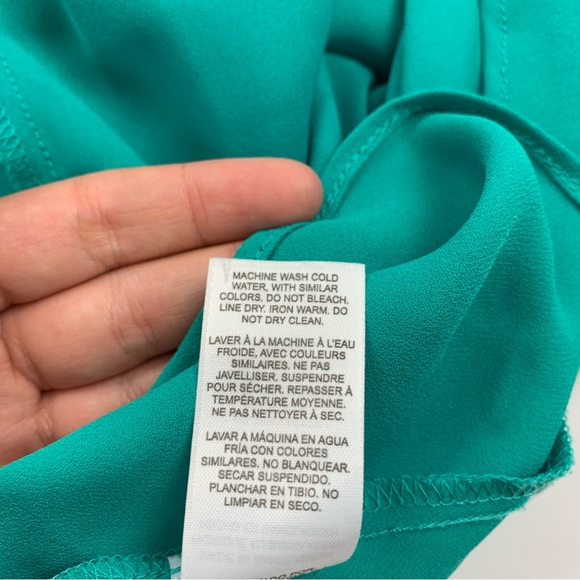 MACHINE WASH COLD
WATER, WITH SIMILAR
COLORS. DO NOT BLEACH.
LINE DRY. IRON WARM. DO
NOT DRY CLEAN.
LAVER À LA MACHINE À L'EAU
FROIDE, AVEC COULEURS
SIMILAIRES. NE PAS
JAVELLISER. SUSPENDRE
POUR SÉCHER. REPASSER À
TEMPÉRATURE MOYENNE.
NE PAS NETTOYER À SEC.
LAVAR A MÁQUINA EN AGUA
FRÍA CON COLORES
SIMILARES. NO BLANQUEAR.
SECAR SUSPENDIDO.
PLANCHAR EN TIBIO. NO
LIMPIAR EN SECO.